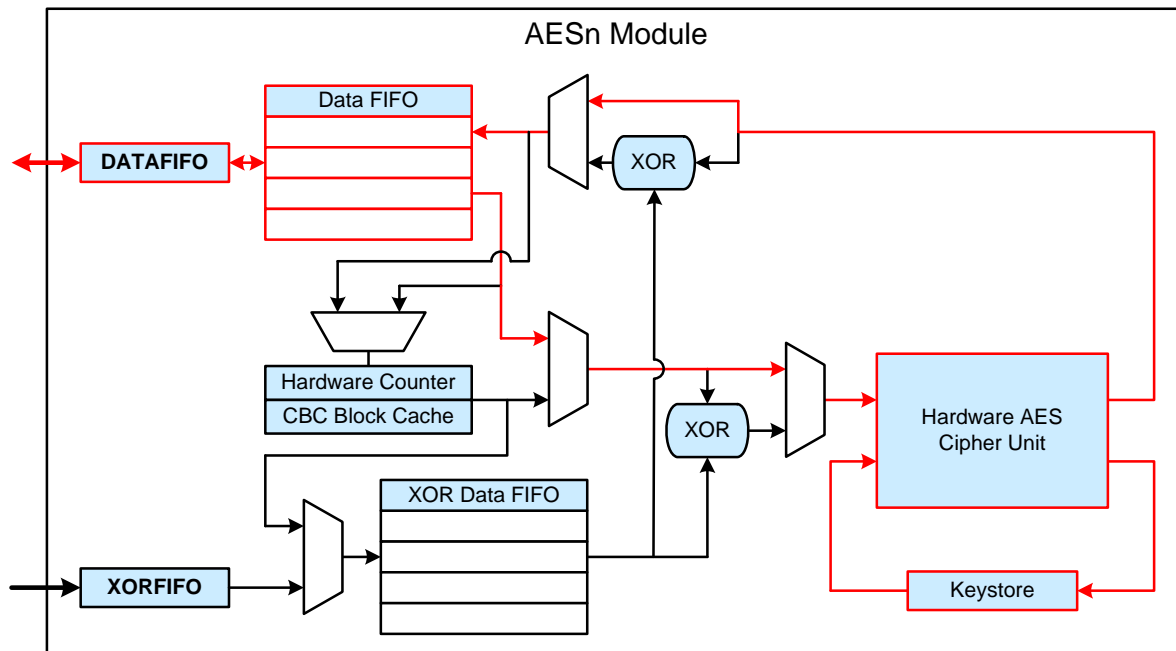 AESn Module
Data FIFO
DATAFIFO
XOR
Hardware Counter
CBC Block Cache
XOR
Hardware AES
Cipher Unit
XOR Data FIFO
XORFIFO
Keystore